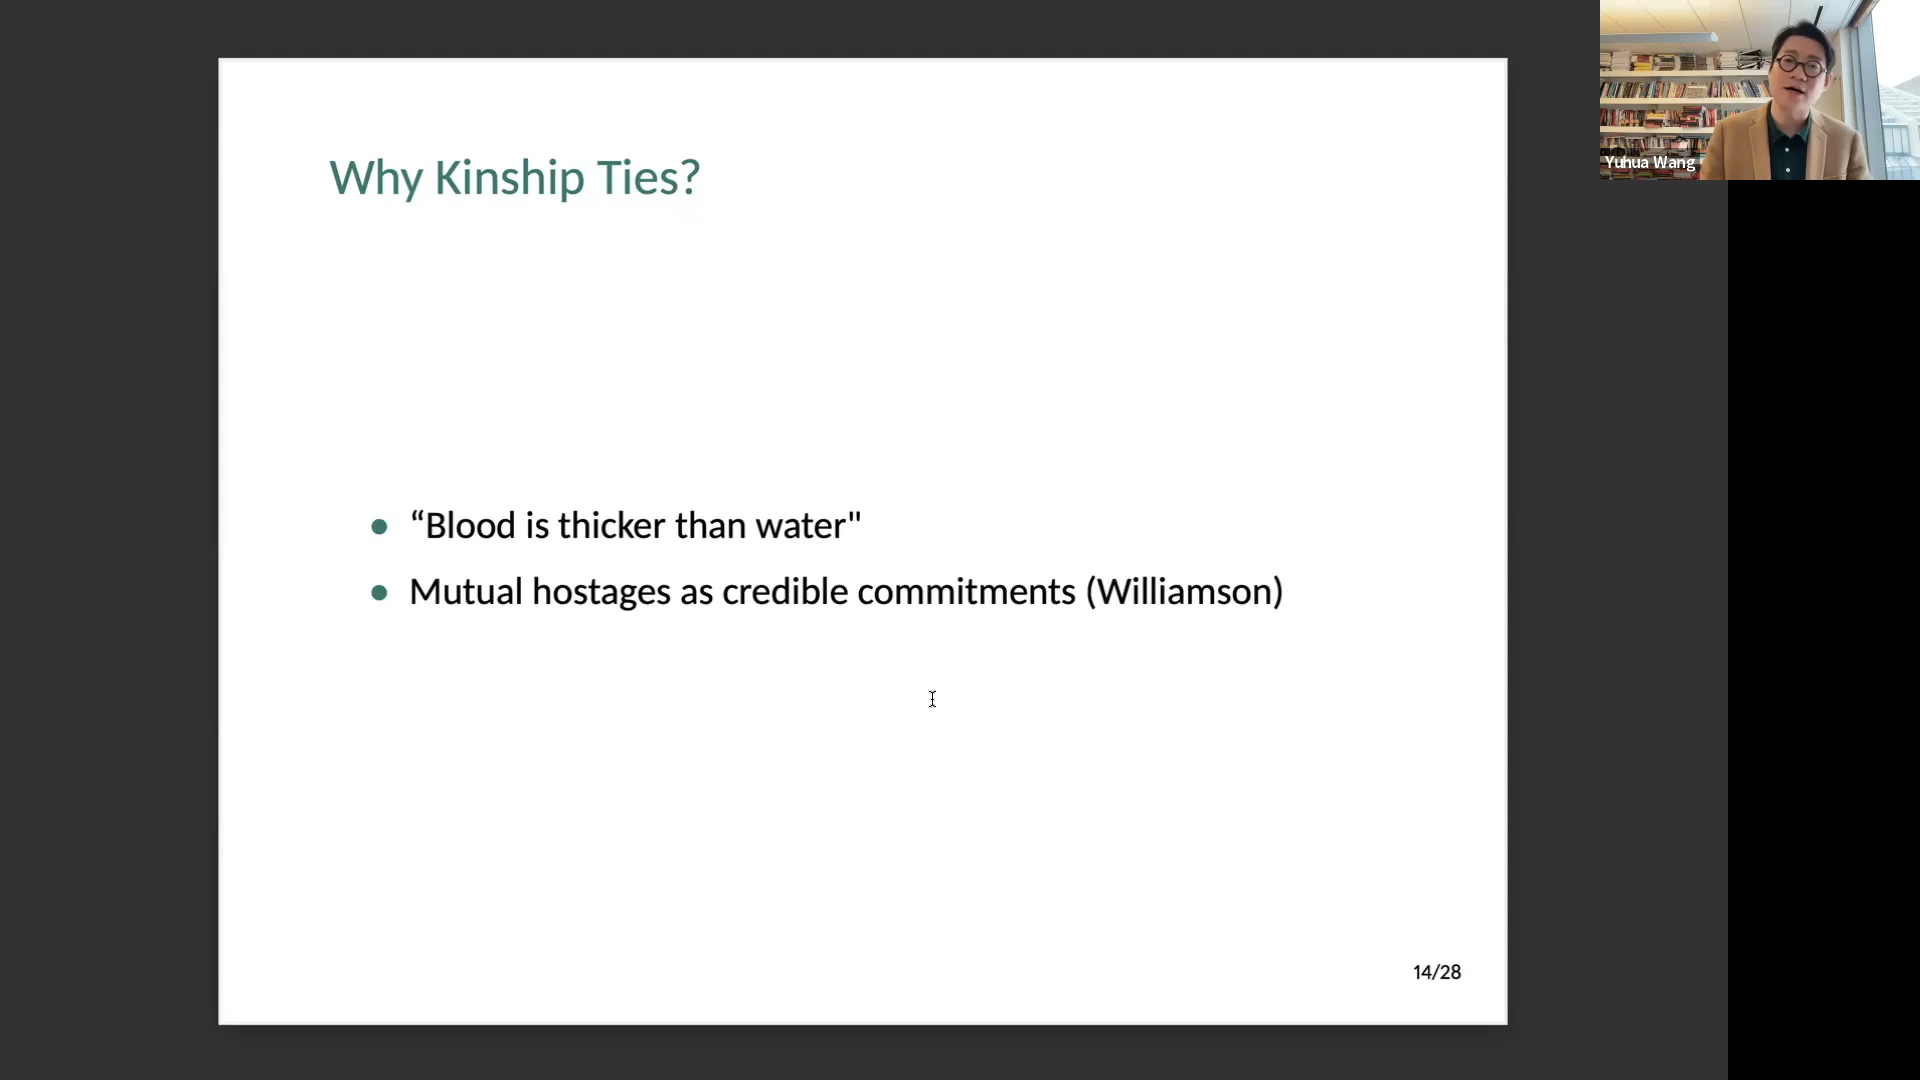 Why Kinship Ties?
Yuhua Wang
• “Blood is thicker than water"
• Mutual hostages as credible commitments (Williamson)
14/28